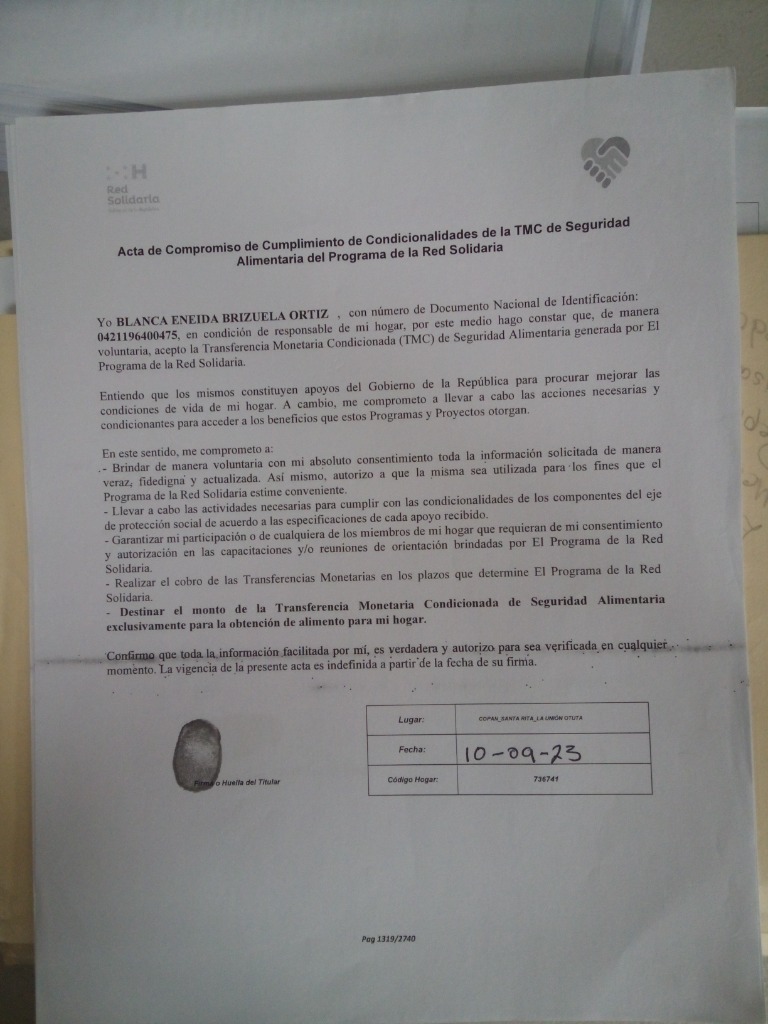 Red
Solidaria
Acta de Compromiso de Cumplimiento de Condicionalidades de la TMC de Seguridad
Alimentaria del Programa de la Red Solidaria
Yo BLANCA ENEIDA BRIZUELA ORTIZ , con número de Documento Nacional de Identificación:
0421196400475, en condición de responsable de mi hogar, por este medio hago constar que, de manera
voluntaria, acepto la Transferencia Monetaria Condicionada (TMC) de Seguridad Alimentaria generada por El
Programa de la Red Solidaria.
Entiendo que los mismos constituyen apoyos del Gobierno de la República para procurar mejorar las
condiciones de vida de mi hogar. A cambio, me comprometo a llevar a cabo las acciones necesarias y
condicionantes para acceder a los beneficios que estos Programas y Proyectos otorgan.
En este sentido, me comprometo a:
- Brindar de manera voluntaria con mi absoluto consentimiento toda la información solicitada de manera
veraz, fidedigna y actualizada. Así mismo, autorizo a que la misma sea utilizada para los fines que el
Programa de la Red Solidaria estime conveniente.
- Llevar a cabo las actividades necesarias para cumplir con las condicionalidades de los componentes del eje
de protección social de acuerdo a las especificaciones de cada apoyo recibido.
- Garantizar mi participación o de cualquiera de los miembros de mi hogar que requieran de mi consentimiento
y autorización en las capacitaciones y/o reuniones de orientación brindadas por El Programa de la Red
Solidaria.
- Realizar el cobro de las Transferencias Monetarias en los plazos que determine El Programa de la Red
Solidaria.
- Destinar el monto de la Transferencia Monetaria Condicionada de Seguridad Alimentaria
exclusivamente para la obtención de alimento para mi hogar.
Confirmo que toda la información facilitada por mí, es verdadera y autorizo para sea verificada en cualquier
momento. La vigencia de la presente acta es indefinida a partir de la fecha de su firma.
Lugar: COPAN_SANTA RITA_LA UNIÓN OTUTA
Fecha: 10-09-23
Firma o Huella del Titular
Código Hogar: 736741
Pag 1319/2740